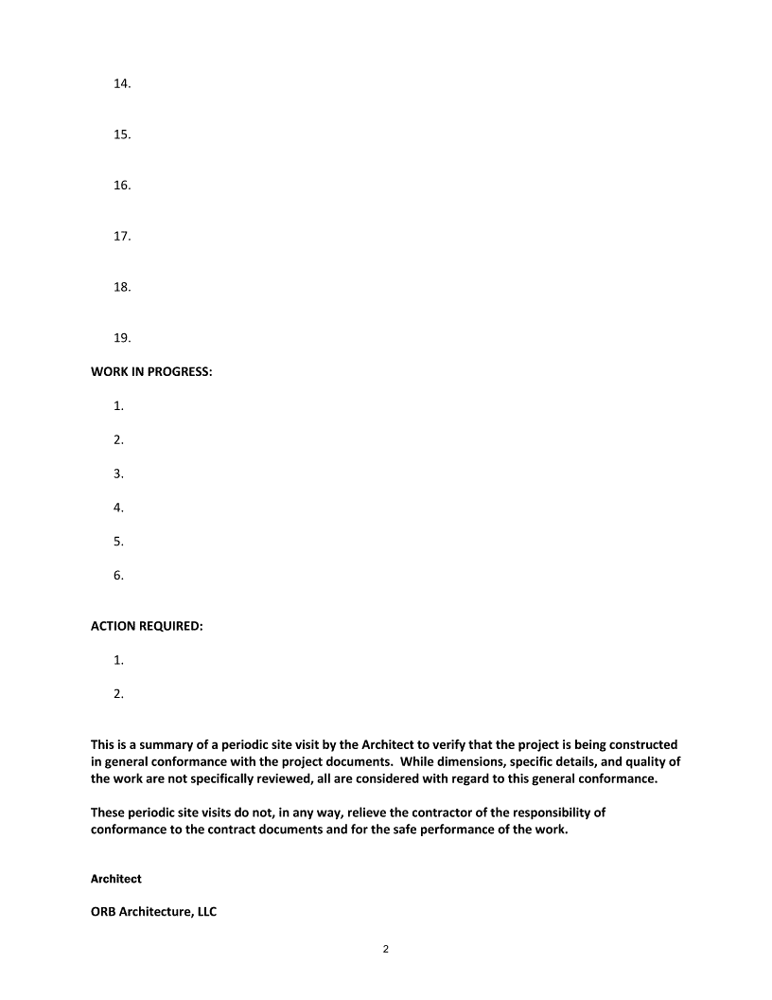 14.
15.
16.
17.
18.
19.
WORK IN PROGRESS:
1.
2.
3.
4.
5.
6.
ACTION REQUIRED:
1.
2.
This is a summary of a periodic site visit by the Architect to verify that the project is being constructed
in general conformance with the project documents.  While dimensions, specific details, and quality of
the work are not specifically reviewed, all are considered with regard to this general conformance.
These periodic site visits do not, in any way, relieve the contractor of the responsibility of
conformance to the contract documents and for the safe performance of the work.
Architect
ORB Architecture, LLC
2